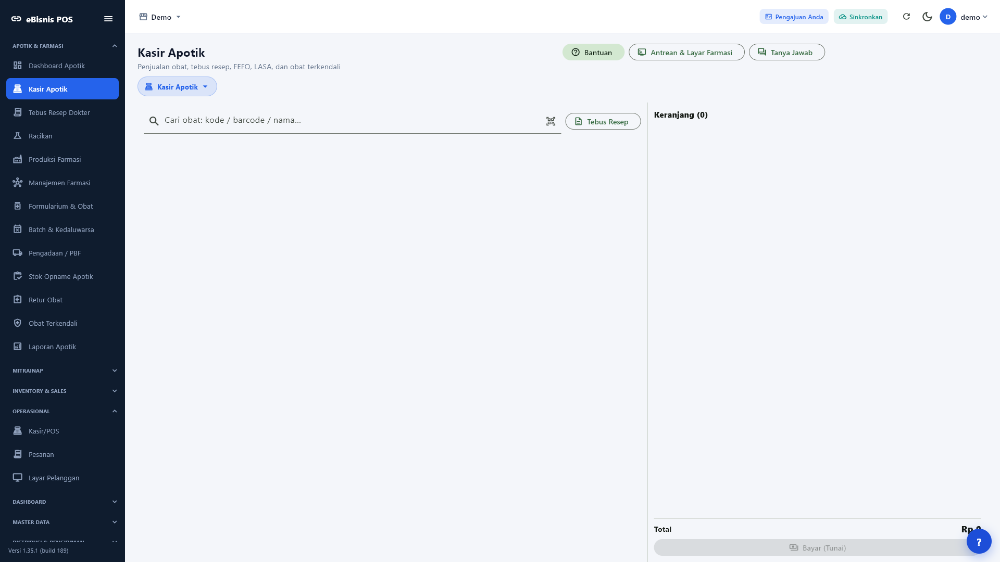 eBisnis POS
APOTIK & FARMASI
Dashboard Apotik
Kasir Apotik
Tebus Resep Dokter
Racikan
Produksi Farmasi
Manajemen Farmasi
Formularium & Obat
Batch & Kedaluwarsa
Pengadaan / PBF
Stok Opname Apotik
Retur Obat
Obat Terkendali
Laporan Apotik
MITRAINAP
INVENTORY & SALES
OPERASIONAL
Kasir/POS
Pesanan
Layar Pelanggan
DASHBOARD
MASTER DATA
DISTRIBUSI & PENGIRIMAN
Versi 1.35.1 (build 189)
Demo
Pengajuan Anda
Sinkronkan
D
demo
Kasir Apotik
Penjualan obat, tebus resep, FEFO, LASA, dan obat terkendali
Bantuan
Antrean & Layar Farmasi
Tanya Jawab
Kasir Apotik
Cari obat: kode / barcode / nama...
Tebus Resep
Keranjang (0)
Total
Rp 0
Bayar (Tunai)
?